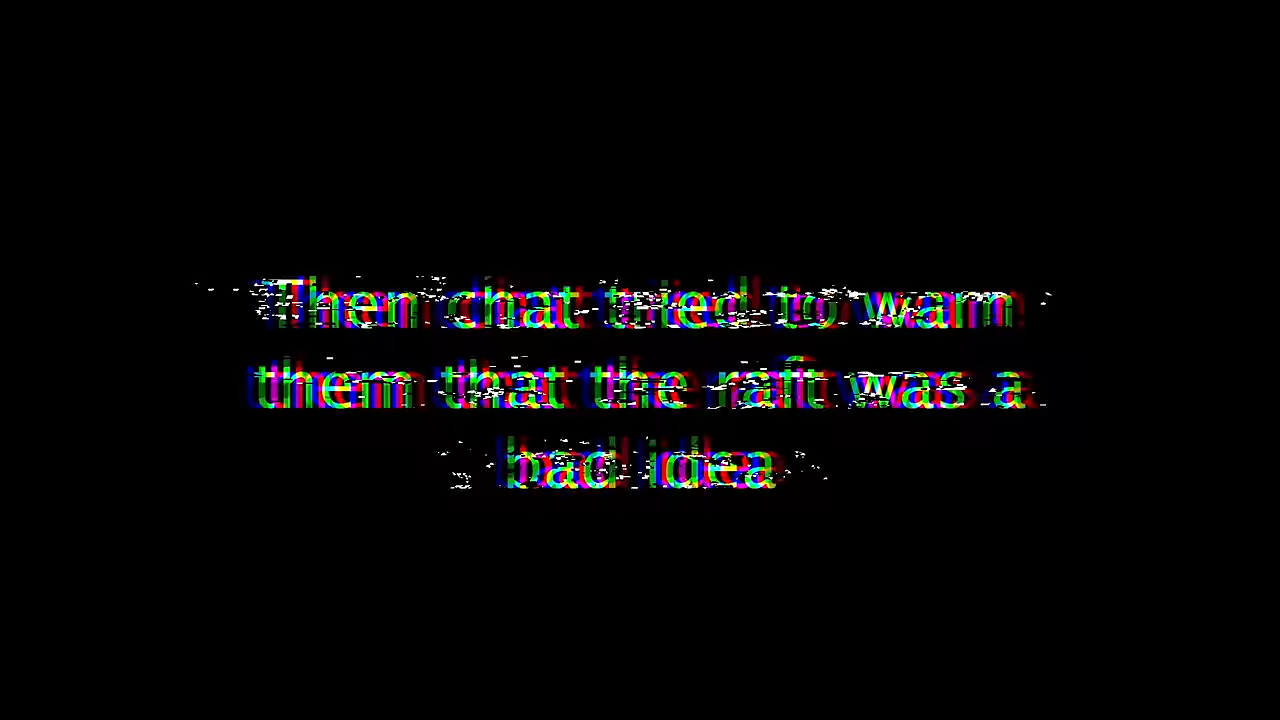 Then chat tried to warn
them that the raft was a
bad idea